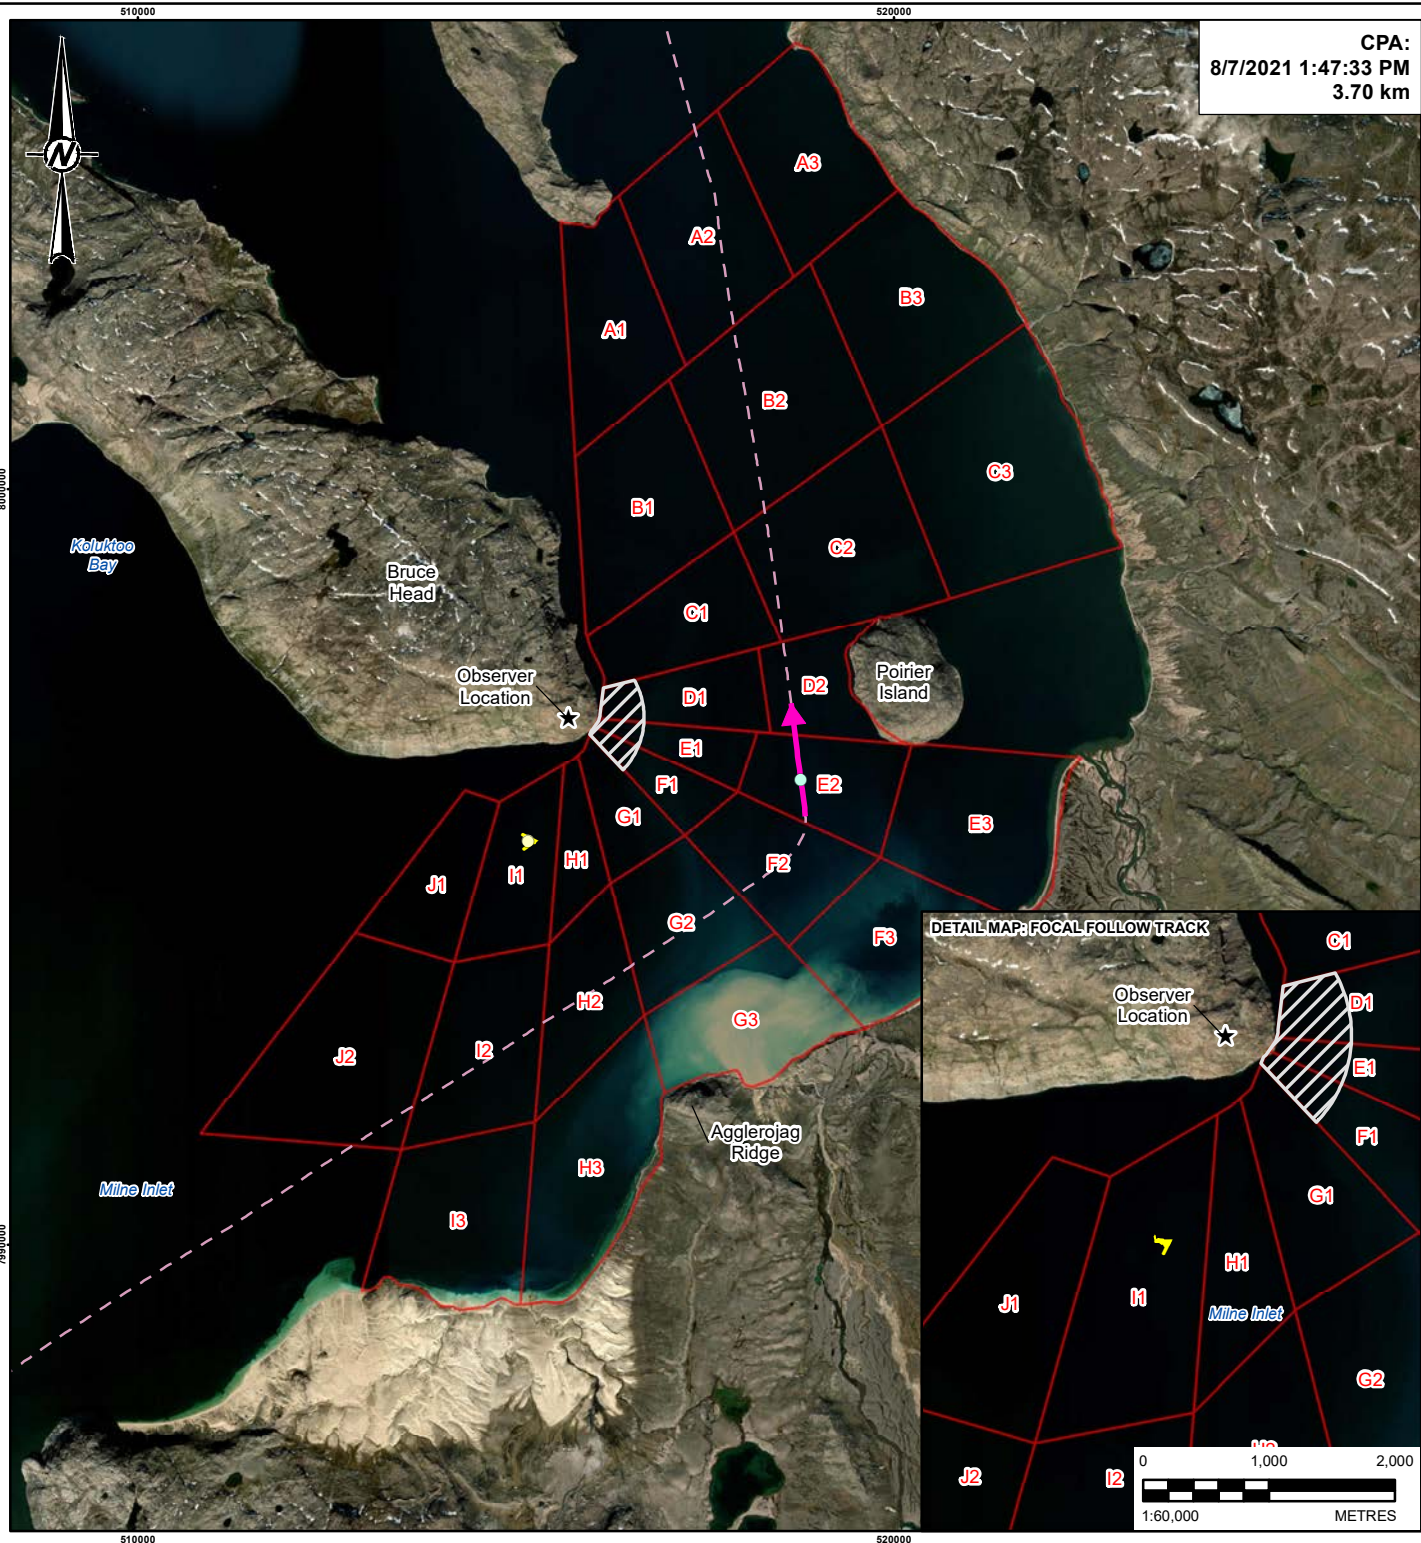 510000
520000
CPA:
8/7/2021 1:47:33 PM
3.70 km
N
A3
A2
A1
B3
B2
B1
C3
C2
C1
8000000
Koluktoo
Bay
Bruce
Head
Observer
Location
Poirier
Island
D1
D2
E1
E2
E3
F1
F2
F3
G1
G2
G3
H1
H2
H3
I1
I2
I3
J1
J2
Agglerojag
Ridge
Milne Inlet
7990000
DETAIL MAP: FOCAL FOLLOW TRACK
Observer
Location
C1
D1
E1
F1
G1
H1
Milne Inlet
I1
J1
G2
J2
I2
0 1,000 2,000
1:60,000 METRES
510000
520000